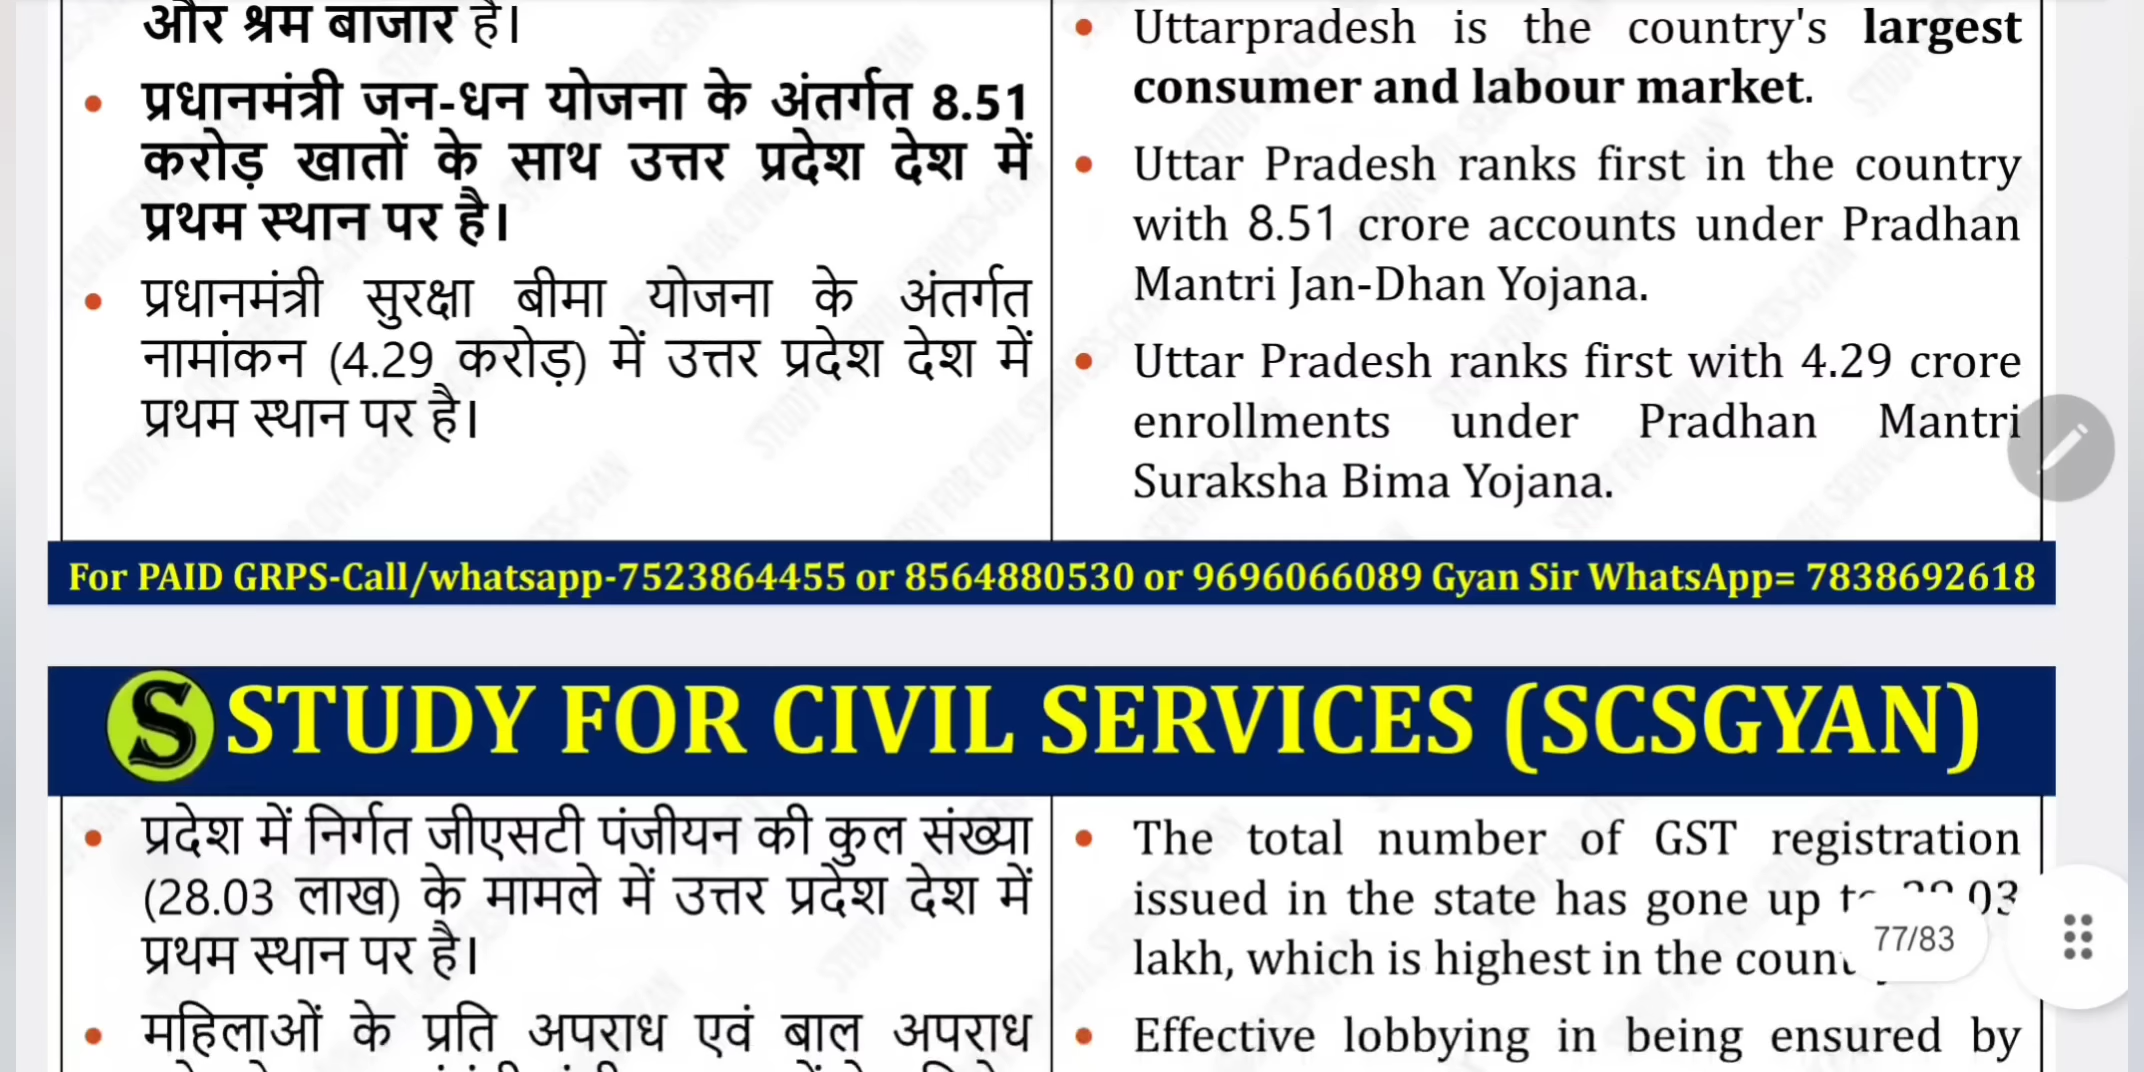 और श्रम बाजार है।
प्रधानमंत्री जन-धन योजना के अंतर्गत 8.51
करोड़ खातों के साथ उत्तर प्रदेश देश में
प्रथम स्थान पर है।
प्रधानमंत्री सुरक्षा बीमा योजना के अंतर्गत
नामांकन (4.29 करोड़) में उत्तर प्रदेश देश में
प्रथम स्थान पर है।
Uttarpradesh is the country's largest
consumer and labour market.
Uttar Pradesh ranks first in the country
with 8.51 crore accounts under Pradhan
Mantri Jan-Dhan Yojana.
Uttar Pradesh ranks first with 4.29 crore
enrollments under Pradhan Mantri
Suraksha Bima Yojana.
For PAID GRPS-Call/whatsapp-7523864455 or 8564880530 or 9696066089 Gyan Sir WhatsApp= 7838692618
S STUDY FOR CIVIL SERVICES (SCSGYAN)
प्रदेश में निर्गत जीएसटी पंजीयन की कुल संख्या
(28.03 लाख) के मामले में उत्तर प्रदेश देश में
प्रथम स्थान पर है।
महिलाओं के प्रति अपराध एवं बाल अपराध
The total number of GST registration
issued in the state has gone up
lakh, which is highest in the
Effective lobbying in being ensured by
77/83